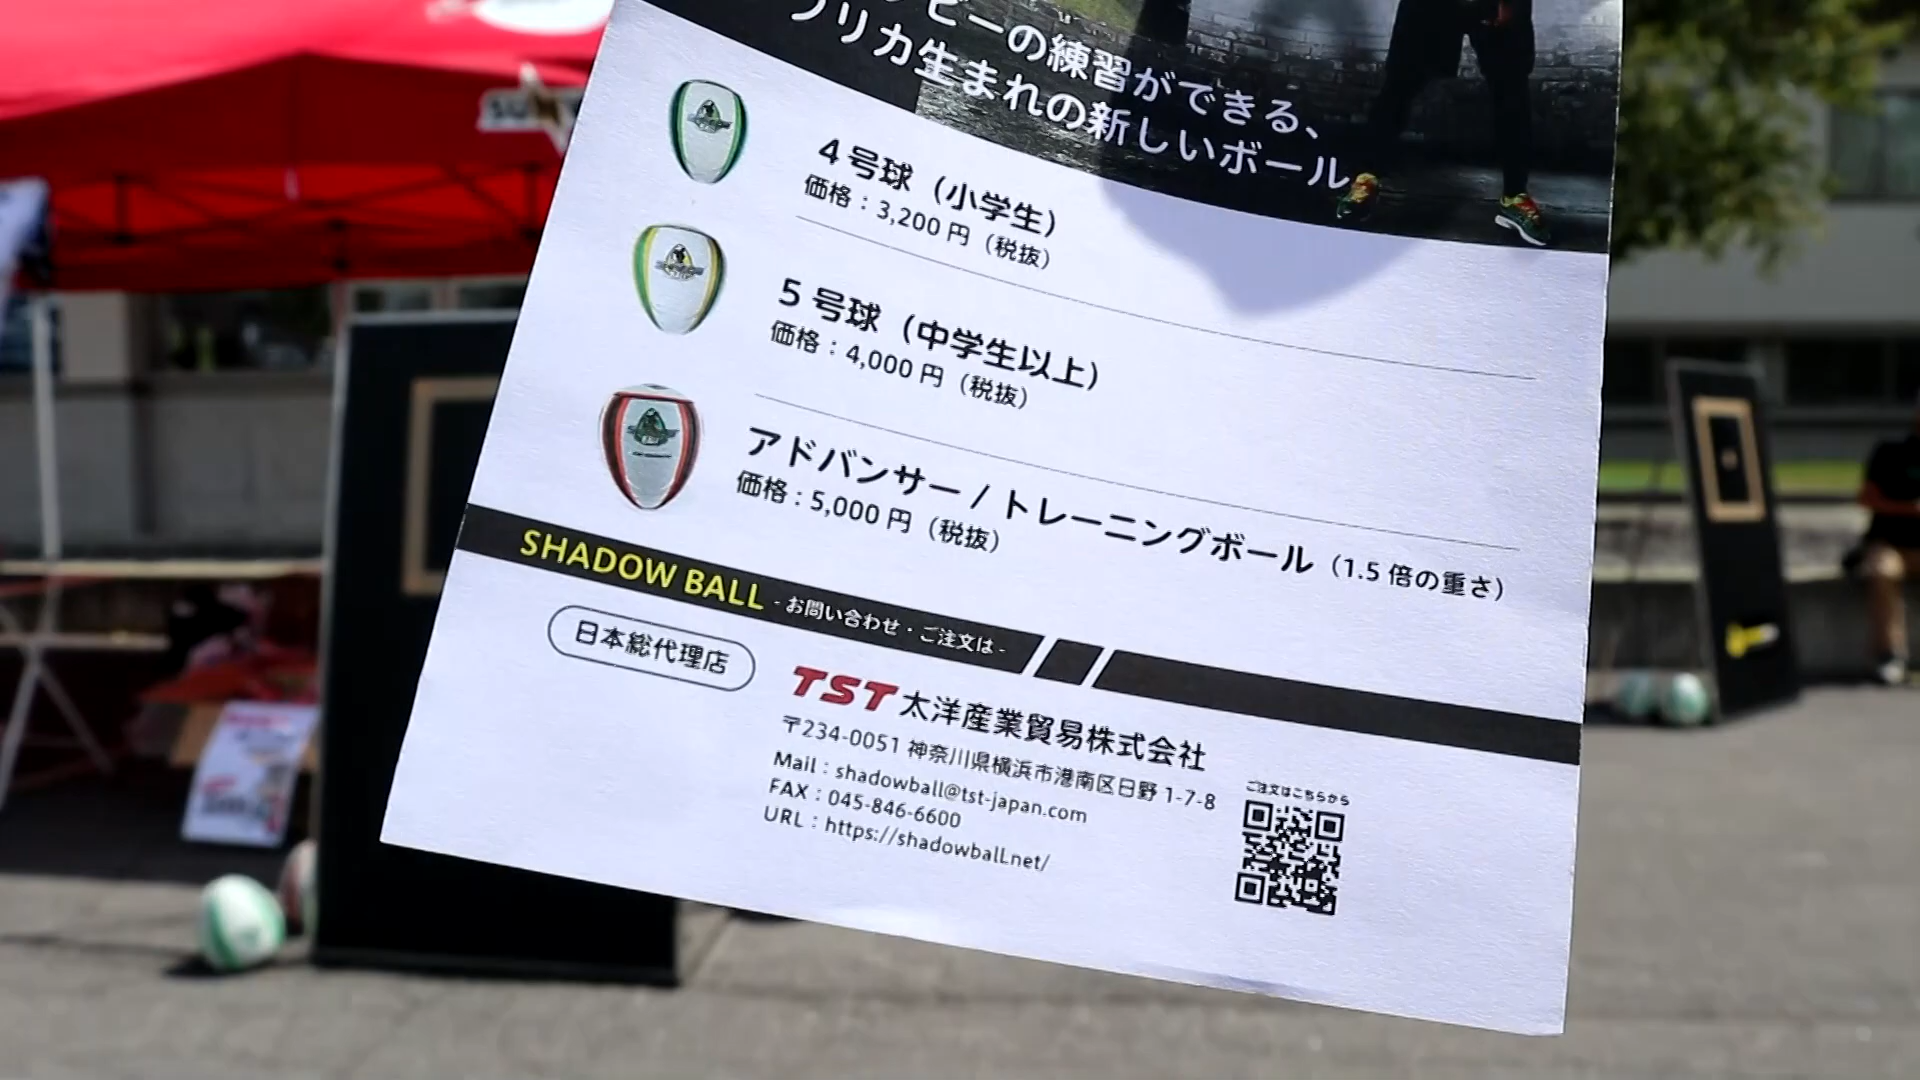 ビーの練習ができる、
フリカ生まれの新しいボール
4号球（小学生）
価格：3,200円（税抜）
5号球（中学生以上）
価格：4,000円（税抜）
アドバンサー / トレーニングボール（1.5倍の重さ）
価格：5,000円（税抜）
SHADOW BALL - お問い合わせ・ご注文は -
日本総代理店
TST 太洋産業貿易株式会社
〒234-0051 神奈川県横浜市港南区日野 1-7-8
Mail：shadowball@tst-japan.com
FAX：045-846-6600
URL：https://shadowball.net/
ご注文はこちらから